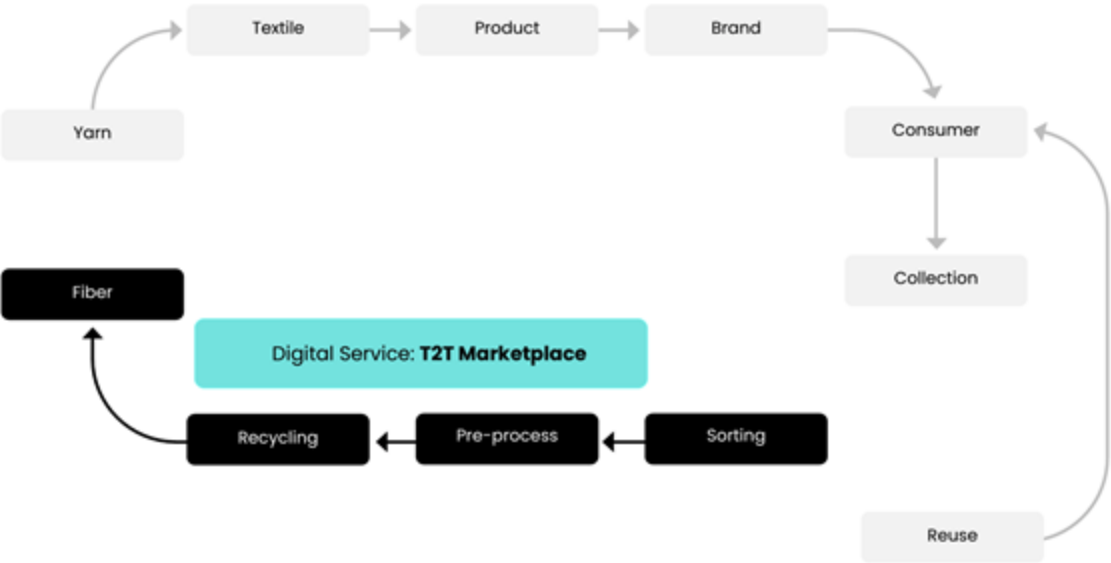 Textile
Product
Brand
Yarn
Consumer
Collection
Fiber
Digital Service: T2T Marketplace
Recycling
Pre-process
Sorting
Reuse